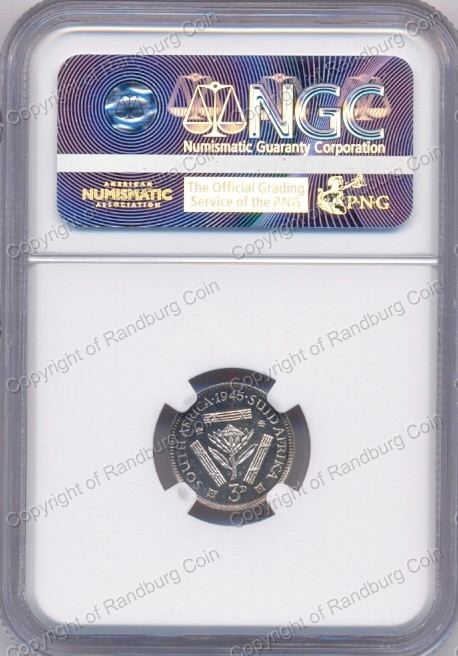 NGC
Numismatic Guaranty Corporation
AMERICAN
NUMISMATIC
ASSOCIATION
The Official Grading
Service of the PNG
PNG
SOUTH AFRICA · 1945 · SUID AFRIKA
3D
Copyright of Randburg Coin